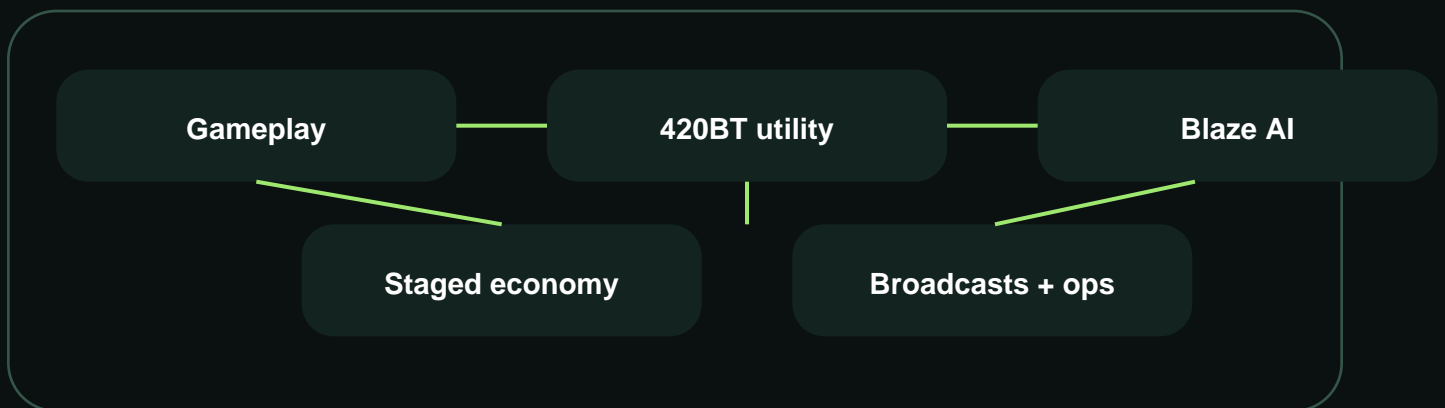 Gameplay
420BT utility
Blaze AI
Staged economy
Broadcasts + ops